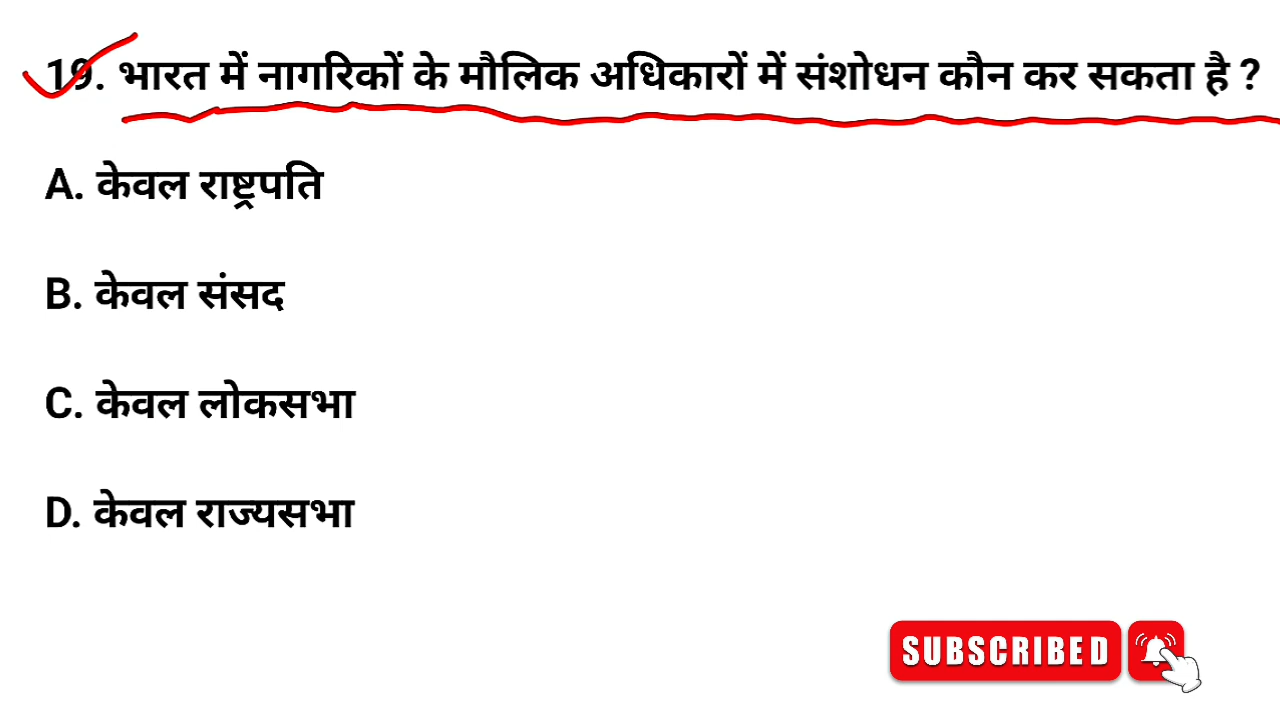 19. भारत में नागरिकों के मौलिक अधिकारों में संशोधन कौन कर सकता है ?
A. केवल राष्ट्रपति
B. केवल संसद
C. केवल लोकसभा
D. केवल राज्यसभा
SUBSCRIBED